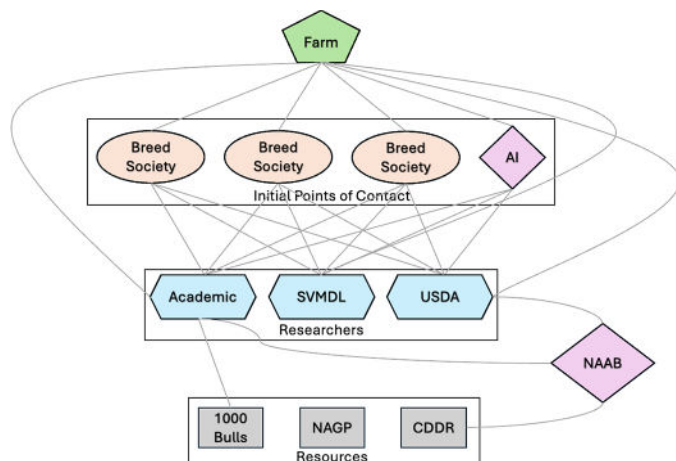 Farm
Breed
Society
Breed
Society
Breed
Society
AI
Initial Points of Contact
Academic
SVMDL
USDA
Researchers
NAAB
1000
Bulls
NAGP
CDDR
Resources